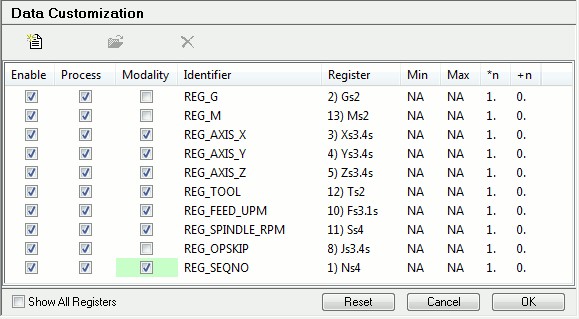 Data Customization
Enable Process Modality Identifier Register Min Max *n +n
REG_G 2) Gs2 NA NA 1. 0.
REG_M 13) Ms2 NA NA 1. 0.
REG_AXIS_X 3) Xs3.4s NA NA 1. 0.
REG_AXIS_Y 4) Ys3.4s NA NA 1. 0.
REG_AXIS_Z 5) Zs3.4s NA NA 1. 0.
REG_TOOL 12) Ts2 NA NA 1. 0.
REG_FEED_UPM 10) Fs3.1s NA NA 1. 0.
REG_SPINDLE_RPM 11) Ss4 NA NA 1. 0.
REG_OPSKIP 8) Js3.4s NA NA 1. 0.
REG_SEQNO 1) Ns4 NA NA 1. 0.
Show All Registers Reset Cancel OK